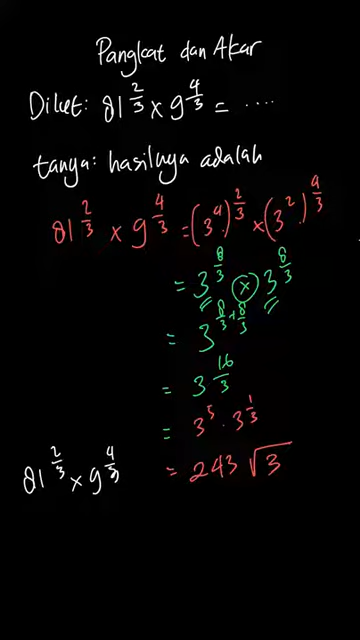 Pangkat dan Akar
Diket: 81^(2/3) x 9^(4/3) = ....
tanya: hasilnya adalah
81^(2/3) x 9^(4/3) = (3^4)^(2/3) x (3^2)^(4/3)
= 3^(8/3) x 3^(8/3)
= 3^(8/3 + 8/3)
= 3^(16/3)
= 3^5 . 3^(1/3)
81^(2/3) x 9^(4/3) = 243 √3